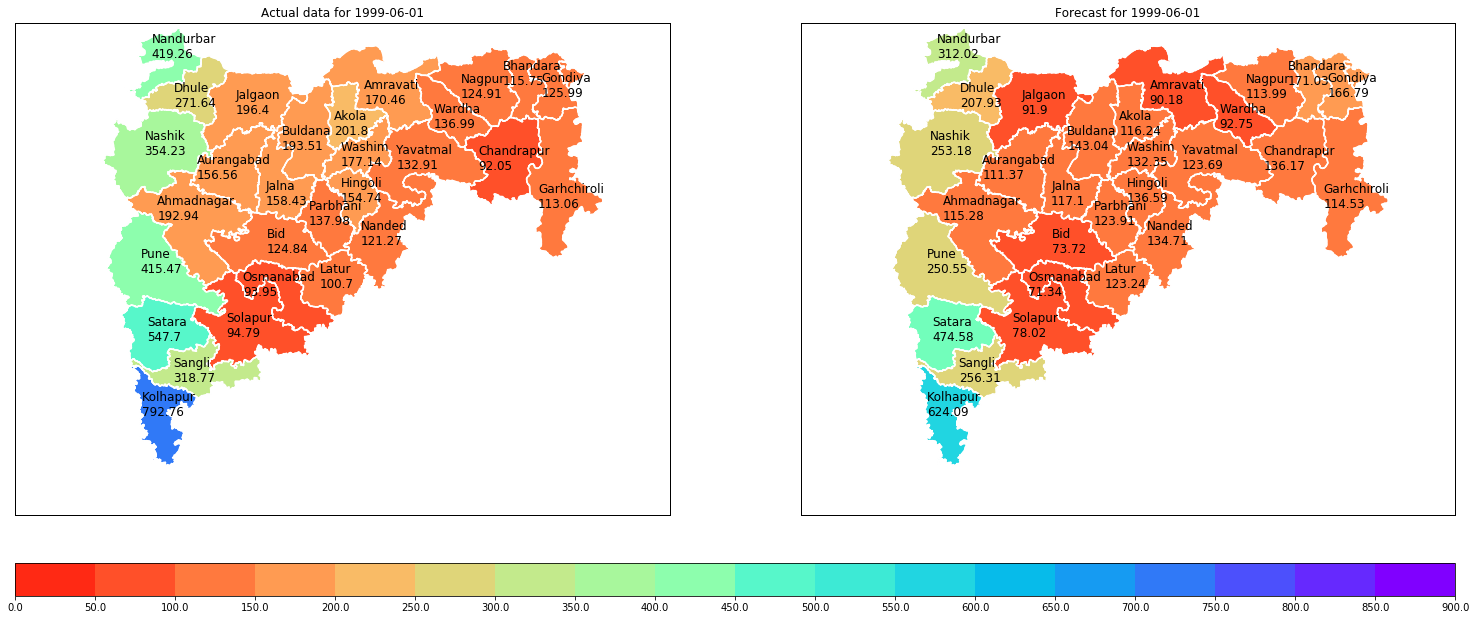 Actual data for 1999-06-01
Nandurbar
419.26
Dhule
271.64
Jalgaon
196.4
Nashik
354.23
Buldana
193.51
Akola
201.8
Amravati
170.46
Nagpur
124.91
Bhandara
115.75
Gondiya
125.99
Wardha
136.99
Washim
177.14
Yavatmal
132.91
Chandrapur
92.05
Garhchiroli
113.06
Aurangabad
156.56
Jalna
158.43
Hingoli
154.74
Parbhani
137.98
Ahmadnagar
192.94
Nanded
121.27
Bid
124.84
Pune
415.47
Latur
100.7
Osmanabad
93.95
Satara
547.7
Solapur
94.79
Sangli
318.77
Kolhapur
792.76
Forecast for 1999-06-01
Nandurbar
312.02
Dhule
207.93
Jalgaon
91.9
Nashik
253.18
Buldana
143.04
Akola
116.24
Amravati
90.18
Nagpur
113.99
Bhandara
171.03
Gondiya
166.79
Wardha
92.75
Washim
132.35
Yavatmal
123.69
Chandrapur
136.17
Garhchiroli
114.53
Aurangabad
111.37
Jalna
117.1
Hingoli
136.59
Parbhani
123.91
Ahmadnagar
115.28
Nanded
134.71
Bid
73.72
Pune
250.55
Latur
123.24
Osmanabad
71.34
Satara
474.58
Solapur
78.02
Sangli
256.31
Kolhapur
624.09
0.0 50.0 100.0 150.0 200.0 250.0 300.0 350.0 400.0 450.0 500.0 550.0 600.0 650.0 700.0 750.0 800.0 850.0 900.0